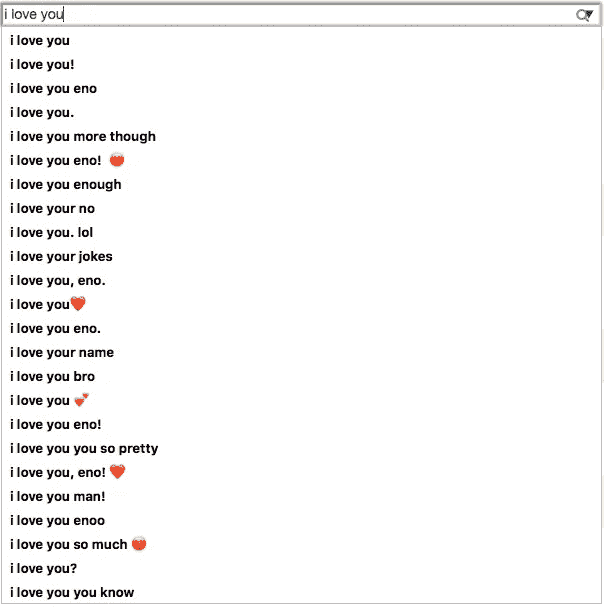 i love you
i love you
i love you!
i love you eno
i love you.
i love you more though
i love you eno!
i love you enough
i love your no
i love you. lol
i love your jokes
i love you, eno.
i love you❤️
i love you eno.
i love your name
i love you bro
i love you 💕
i love you eno!
i love you you so pretty
i love you, eno! ❤️
i love you man!
i love you enoo
i love you so much
i love you?
i love you you know